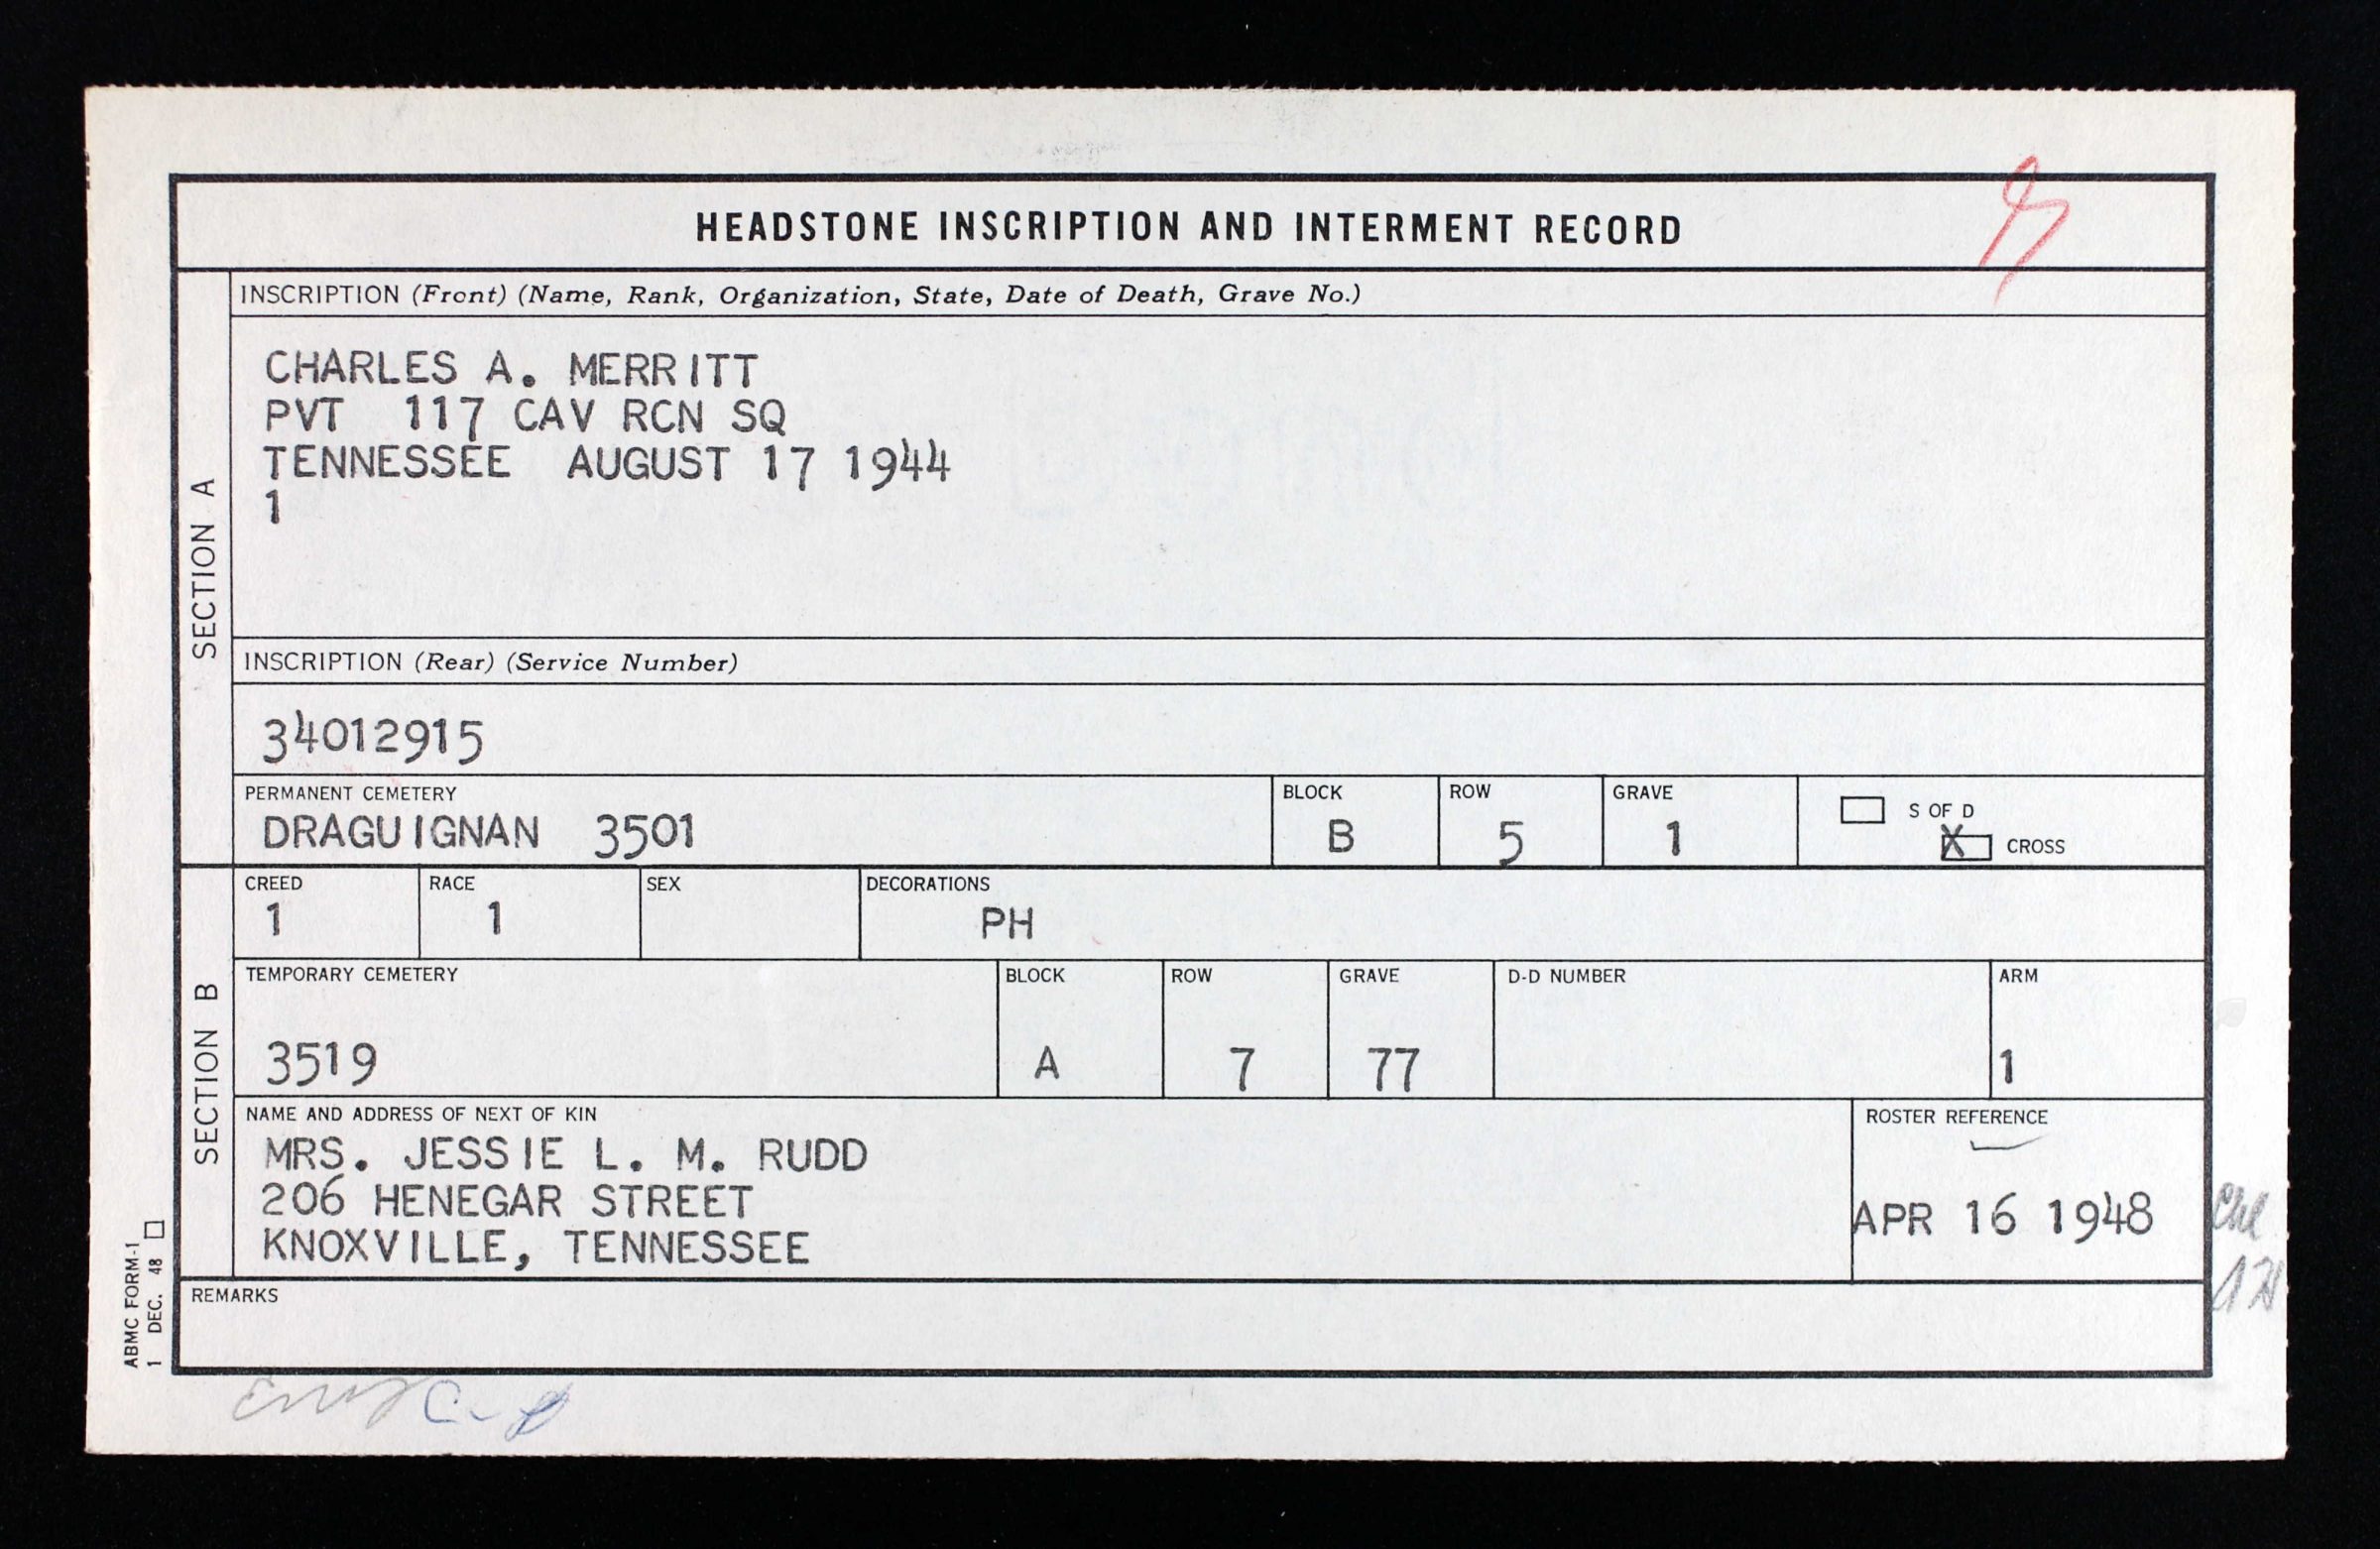 HEADSTONE INSCRIPTION AND INTERMENT RECORD
SECTION A
INSCRIPTION (Front) (Name, Rank, Organization, State, Date of Death, Grave No.)
CHARLES A. MERRITT
PVT 117 CAV RCN SQ
TENNESSEE AUGUST 17 1944
1
INSCRIPTION (Rear) (Service Number)
34012915
PERMANENT CEMETERY BLOCK ROW GRAVE
DRAGUIGNAN 3501 B 5 1
S OF D
X CROSS
SECTION B
CREED RACE SEX DECORATIONS
1 1 PH
TEMPORARY CEMETERY BLOCK ROW GRAVE D-D NUMBER ARM
3519 A 7 77 1
NAME AND ADDRESS OF NEXT OF KIN
MRS. JESSIE L. M. RUDD
206 HENEGAR STREET
KNOXVILLE, TENNESSEE
ROSTER REFERENCE
APR 16 1948
REMARKS
ABMC FORM-1
1 DEC. 48